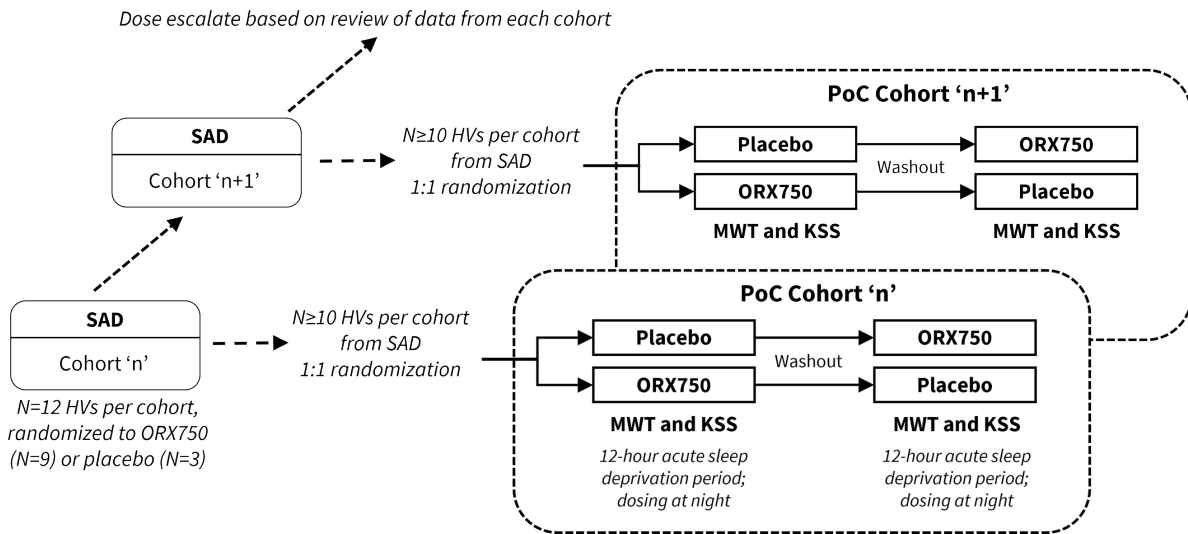 Dose escalate based on review of data from each cohort
SAD
Cohort ‘n+1’
N≥10 HVs per cohort
from SAD
1:1 randomization
PoC Cohort ‘n+1’
Placebo
ORX750
Washout
ORX750
Placebo
MWT and KSS
MWT and KSS
SAD
Cohort ‘n’
N=12 HVs per cohort,
randomized to ORX750
(N=9) or placebo (N=3)
N≥10 HVs per cohort
from SAD
1:1 randomization
PoC Cohort ‘n’
Placebo
ORX750
Washout
ORX750
Placebo
MWT and KSS
MWT and KSS
12-hour acute sleep
deprivation period;
dosing at night
12-hour acute sleep
deprivation period;
dosing at night